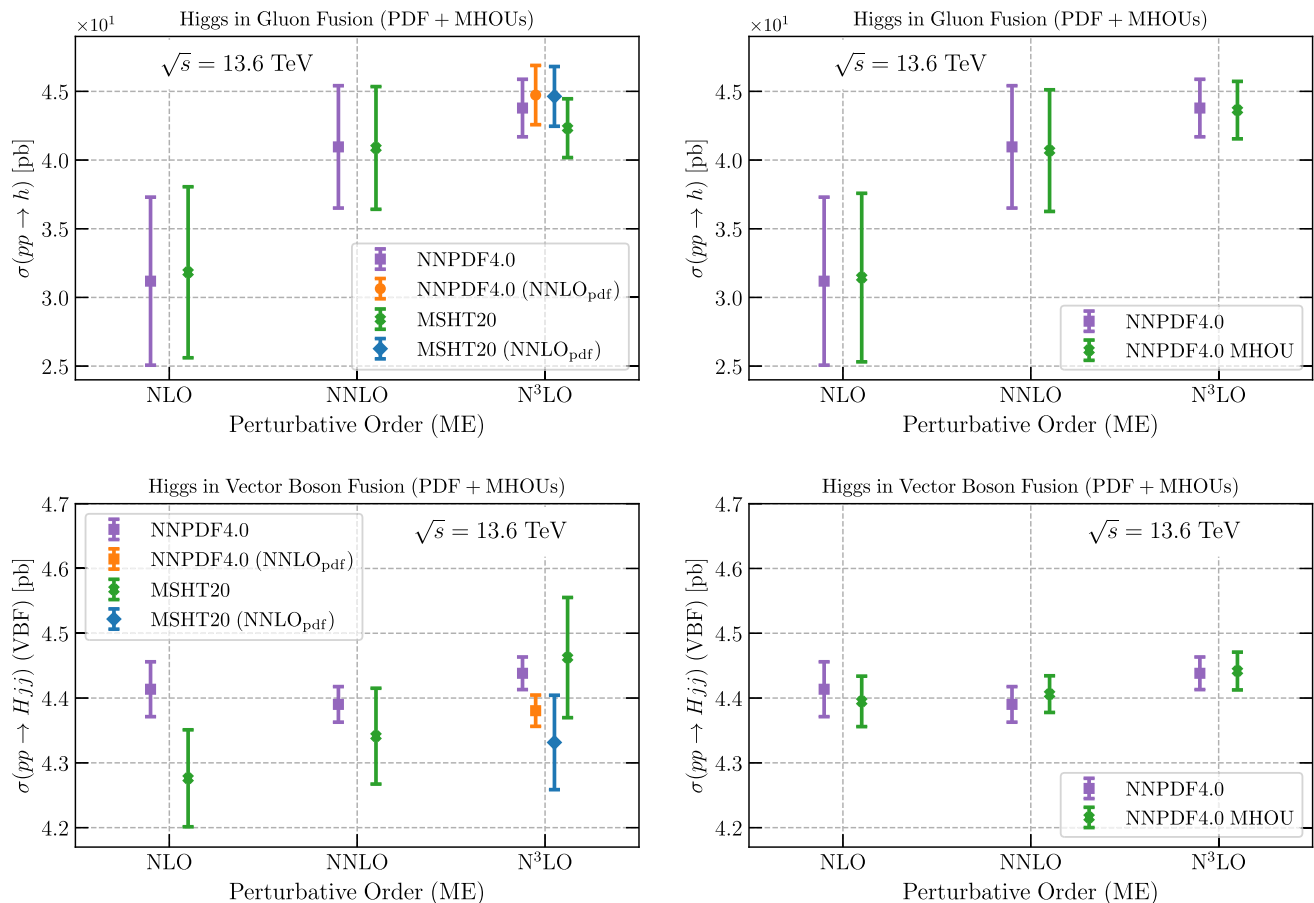 Higgs in Gluon Fusion (PDF + MHOUs)
×10¹
√s = 13.6 TeV
4.5
4.0
3.5
3.0
2.5
σ(pp → h) [pb]
NNPDF4.0
NNPDF4.0 (NNLO_pdf)
MSHT20
MSHT20 (NNLO_pdf)
NLO NNLO N³LO
Perturbative Order (ME)
Higgs in Gluon Fusion (PDF + MHOUs)
×10¹
√s = 13.6 TeV
4.5
4.0
3.5
3.0
2.5
σ(pp → h) [pb]
NNPDF4.0
NNPDF4.0 MHOU
NLO NNLO N³LO
Perturbative Order (ME)
Higgs in Vector Boson Fusion (PDF + MHOUs)
4.7
4.6
4.5
4.4
4.3
4.2
σ(pp → Hjj) (VBF) [pb]
NNPDF4.0
NNPDF4.0 (NNLO_pdf)
MSHT20
MSHT20 (NNLO_pdf)
√s = 13.6 TeV
NLO NNLO N³LO
Perturbative Order (ME)
Higgs in Vector Boson Fusion (PDF + MHOUs)
√s = 13.6 TeV
4.7
4.6
4.5
4.4
4.3
4.2
σ(pp → Hjj) (VBF) [pb]
NNPDF4.0
NNPDF4.0 MHOU
NLO NNLO N³LO
Perturbative Order (ME)